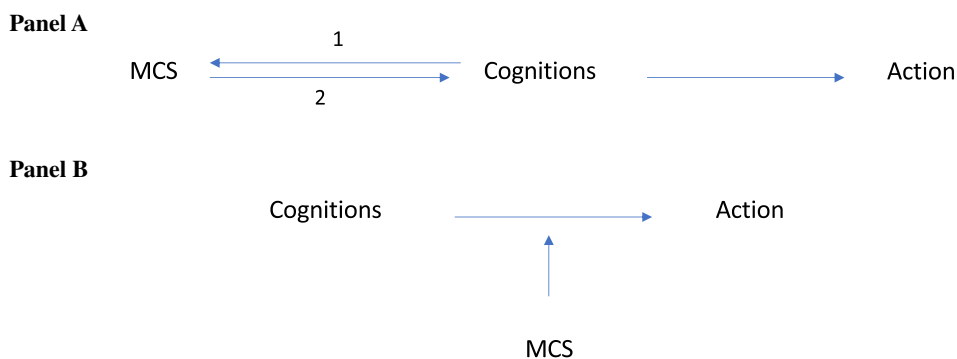 Panel A
1
MCS Cognitions Action
2
Panel B
Cognitions Action
MCS